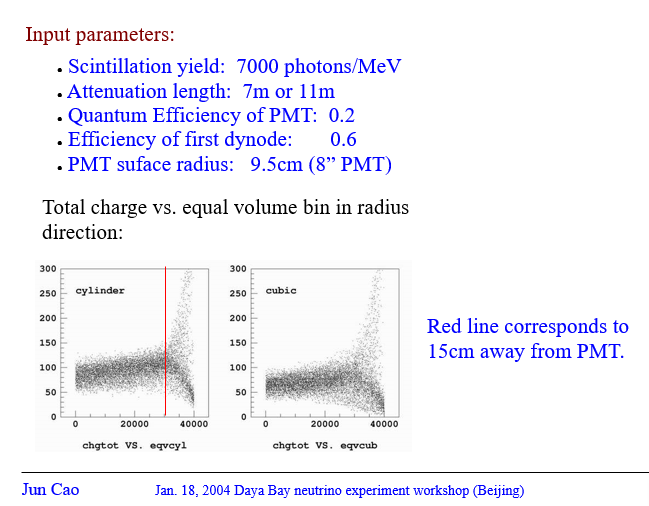 Input parameters:
• Scintillation yield:  7000 photons/MeV
• Attenuation length:  7m or 11m
• Quantum Efficiency of PMT:  0.2
• Efficiency of first dynode:       0.6
• PMT suface radius:   9.5cm (8” PMT)
Total charge vs. equal volume bin in radius
direction:
300
250
200
150
100
50
0
cylinder
0 20000 40000
chgtot VS. eqvcyl
300
250
200
150
100
50
0
cubic
0 20000 40000
chgtot VS. eqvcub
Red line corresponds to
15cm away from PMT.
Jun Cao
Jan. 18, 2004 Daya Bay neutrino experiment workshop (Beijing)